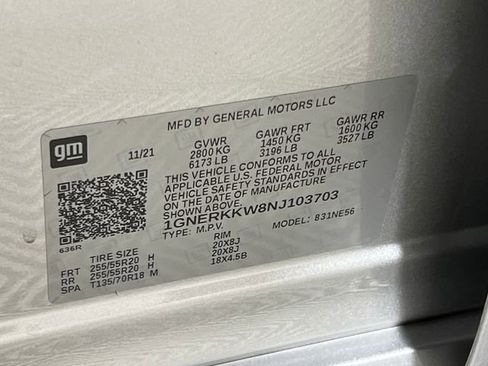 gm
MFD BY GENERAL MOTORS LLC
11/21
GVWR GAWR FRT GAWR RR
2800 KG 1450 KG 1600 KG
6173 LB 3196 LB 3527 LB
THIS VEHICLE CONFORMS TO ALL
APPLICABLE U.S. FEDERAL MOTOR
VEHICLE SAFETY STANDARDS IN EFFECT
ON THE DATE OF MANUFACTURE
1GNERKKW8NJ103703
TYPE: M.P.V. MODEL: 831NE56
636R
TIRE SIZE RIM
FRT 255/55R20 H 20X8J
RR 255/55R20 H 20X8J
SPA T135/70R18 M 18X4.5B